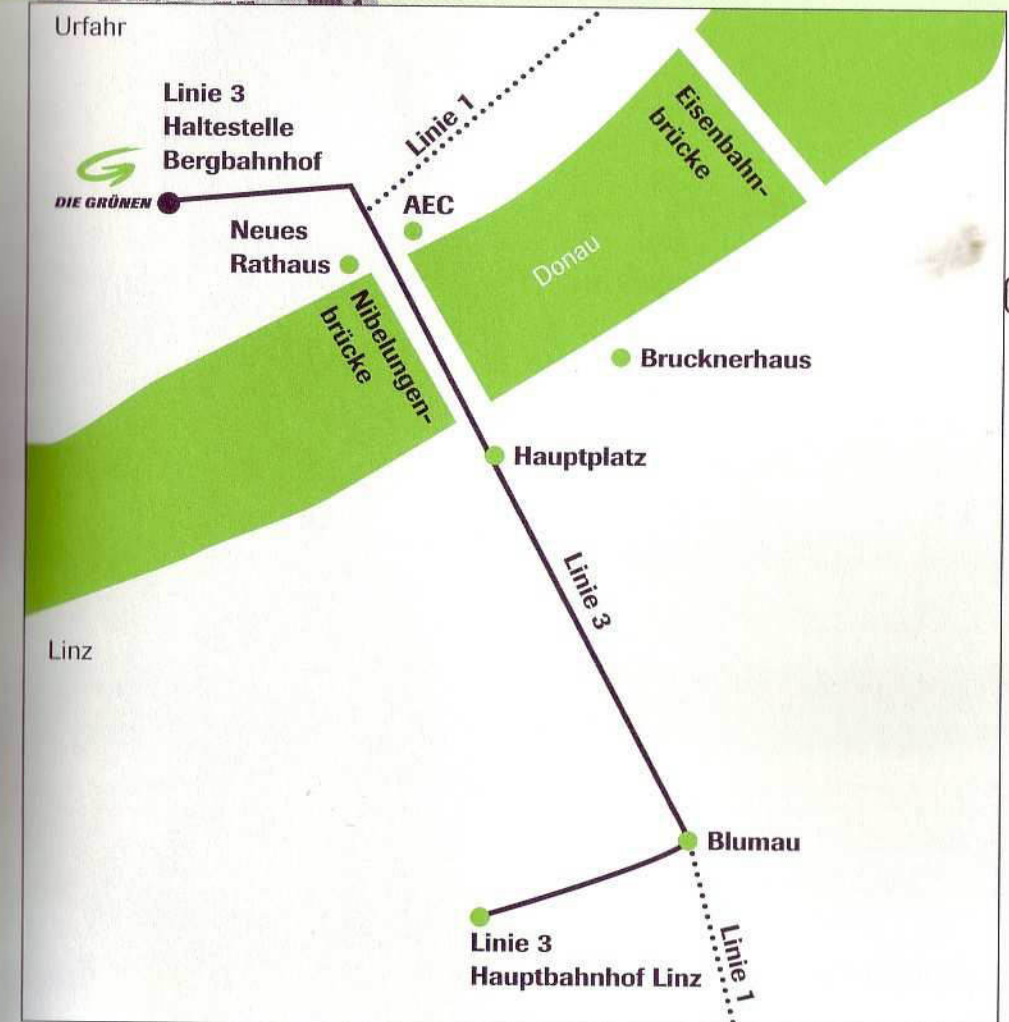 Urfahr
Linie 3
Haltestelle
Bergbahnhof
DIE GRÜNEN
Linie 1
Eisenbahn-
brücke
AEC
Neues
Rathaus
Donau
Nibelungen-
brücke
Brucknerhaus
Hauptplatz
Linie 3
Linz
Blumau
Linie 3
Hauptbahnhof Linz
Linie 1